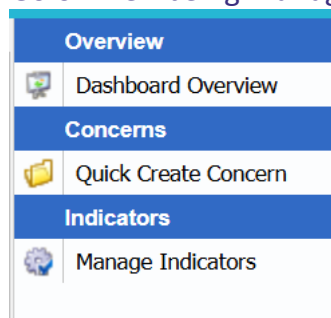 Overview
Dashboard Overview
Concerns
Quick Create Concern
Indicators
Manage Indicators